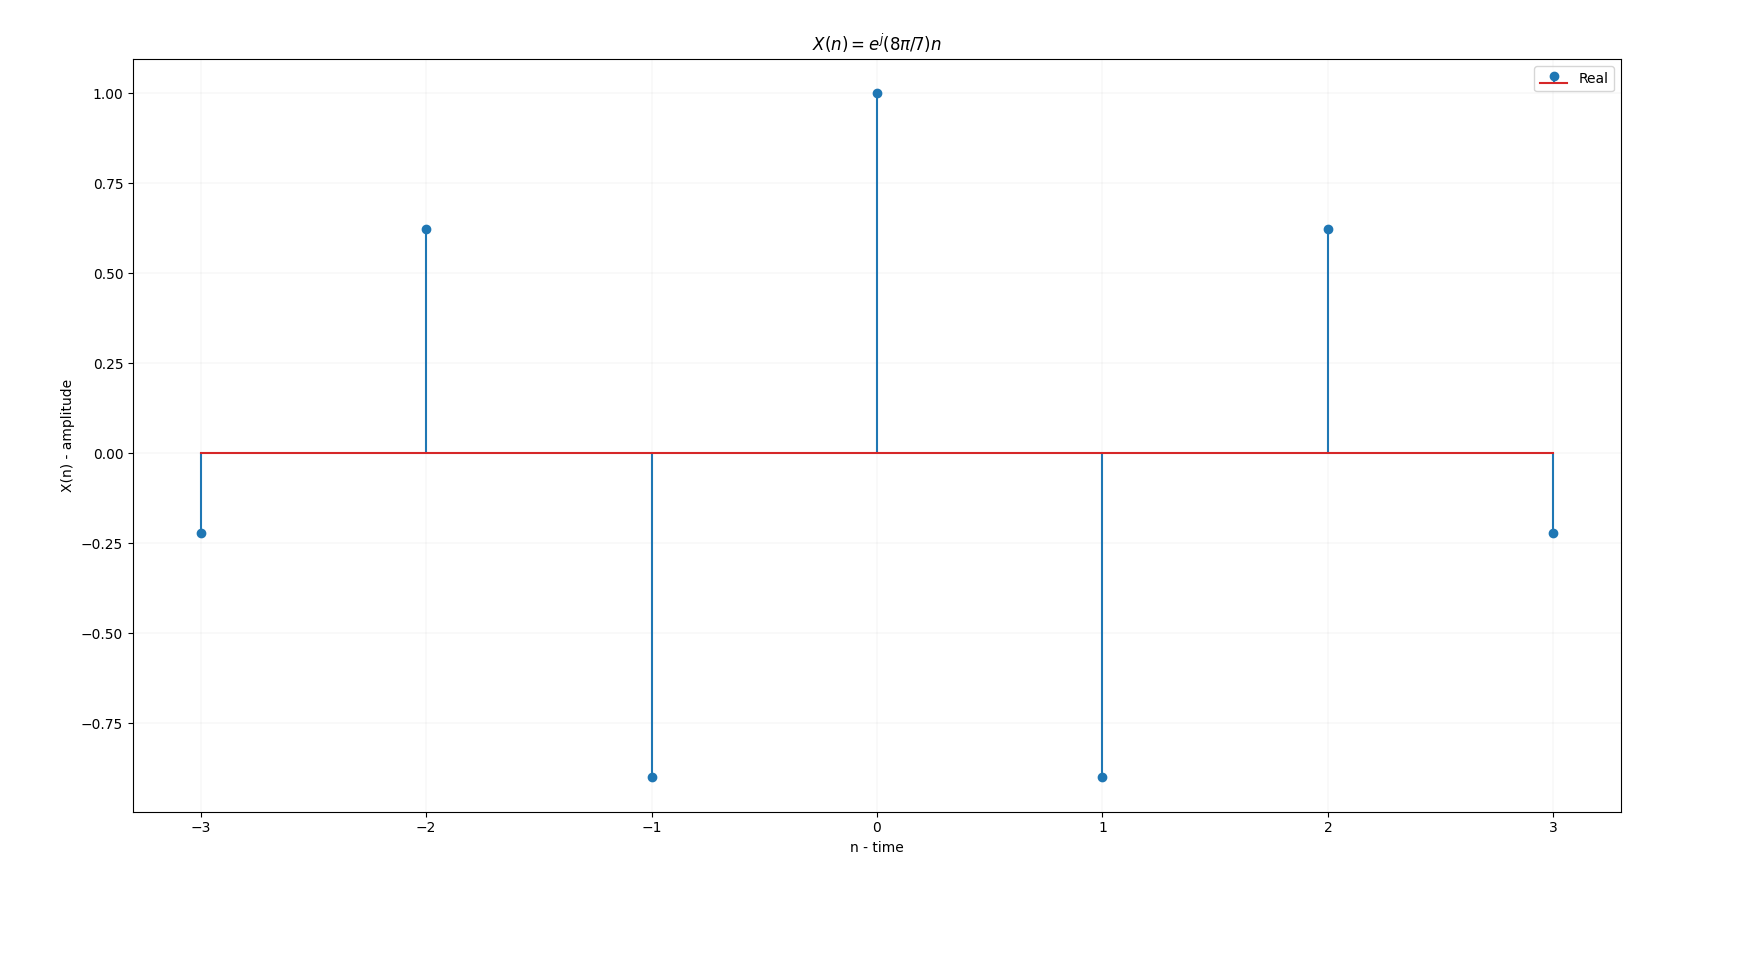 X(n) = e^j(8π/7)n
Real
1.00
0.75
0.50
0.25
0.00
−0.25
−0.50
−0.75
X(n) - amplitude
−3 −2 −1 0 1 2 3
n - time